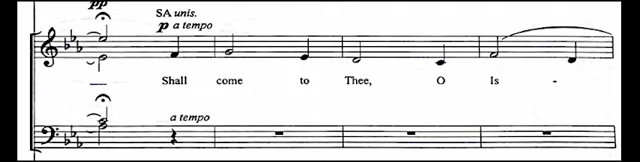 pp
SA unis.
p a tempo
Shall come to Thee, O Is -
a tempo